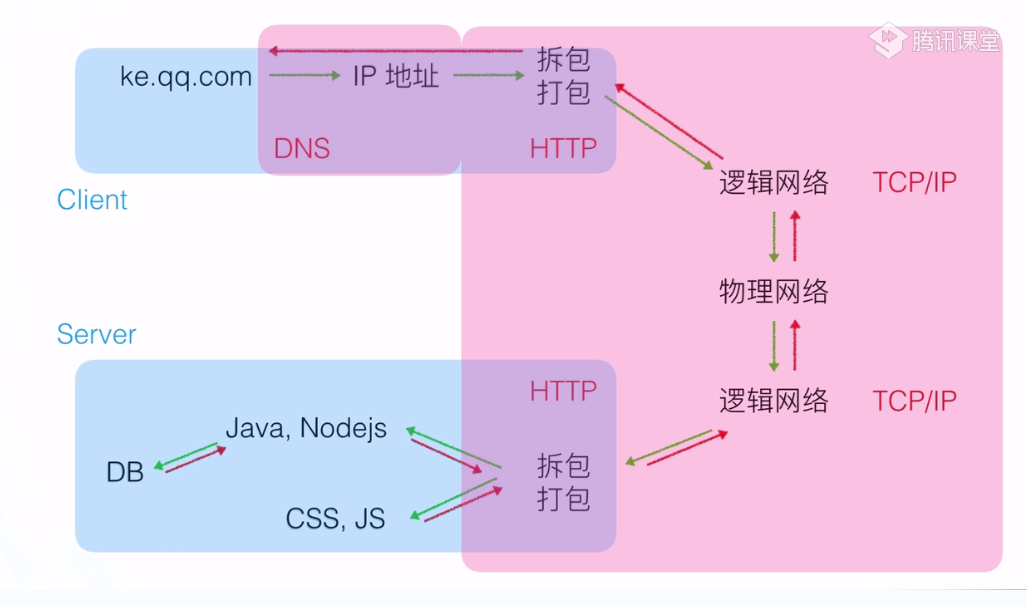 腾讯课堂
ke.qq.com
IP 地址
拆包
打包
DNS
HTTP
Client
逻辑网络
TCP/IP
物理网络
Server
逻辑网络
TCP/IP
HTTP
Java, Nodejs
DB
拆包
打包
CSS, JS